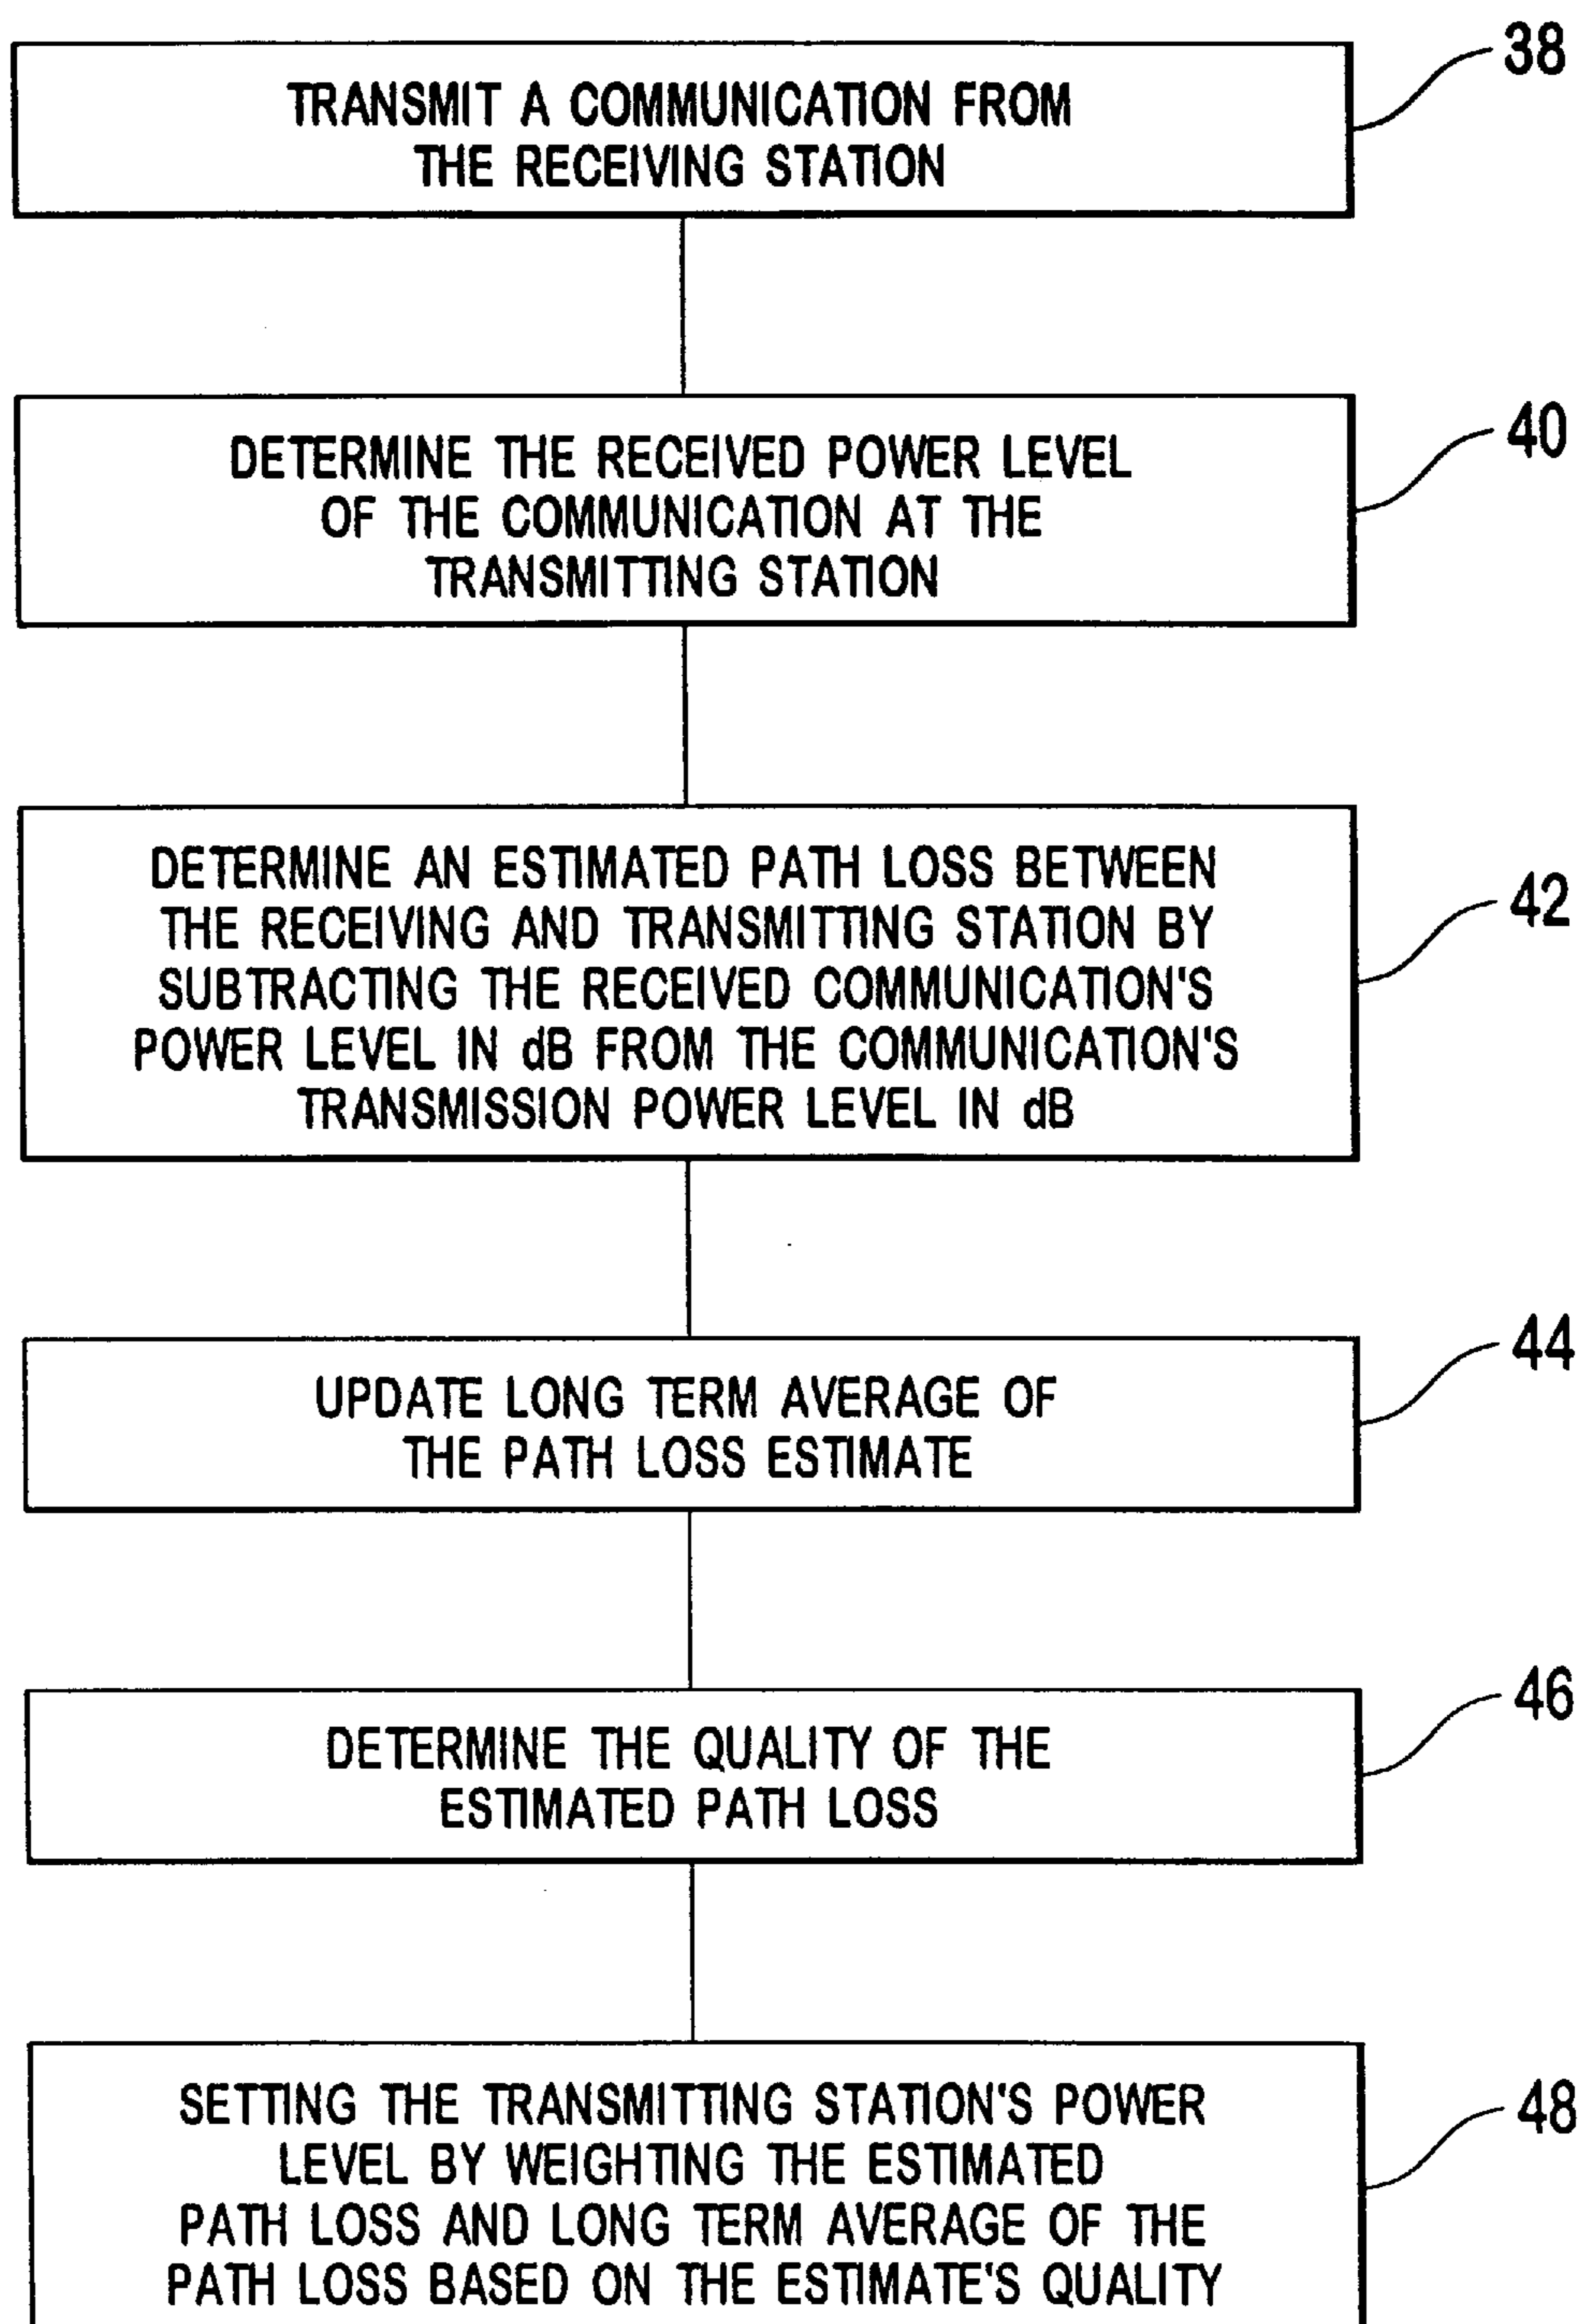 38
TRANSMIT A COMMUNICATION FROM
THE RECEIVING STATION
40
DETERMINE THE RECEIVED POWER LEVEL
OF THE COMMUNICATION AT THE
TRANSMITTING STATION
42
DETERMINE AN ESTIMATED PATH LOSS BETWEEN
THE RECEIVING AND TRANSMITTING STATION BY
SUBTRACTING THE RECEIVED COMMUNICATION'S
POWER LEVEL IN dB FROM THE COMMUNICATION'S
TRANSMISSION POWER LEVEL IN dB
44
UPDATE LONG TERM AVERAGE OF
THE PATH LOSS ESTIMATE
46
DETERMINE THE QUALITY OF THE
ESTIMATED PATH LOSS
48
SETTING THE TRANSMITTING STATION'S POWER
LEVEL BY WEIGHTING THE ESTIMATED
PATH LOSS AND LONG TERM AVERAGE OF THE
PATH LOSS BASED ON THE ESTIMATE'S QUALITY